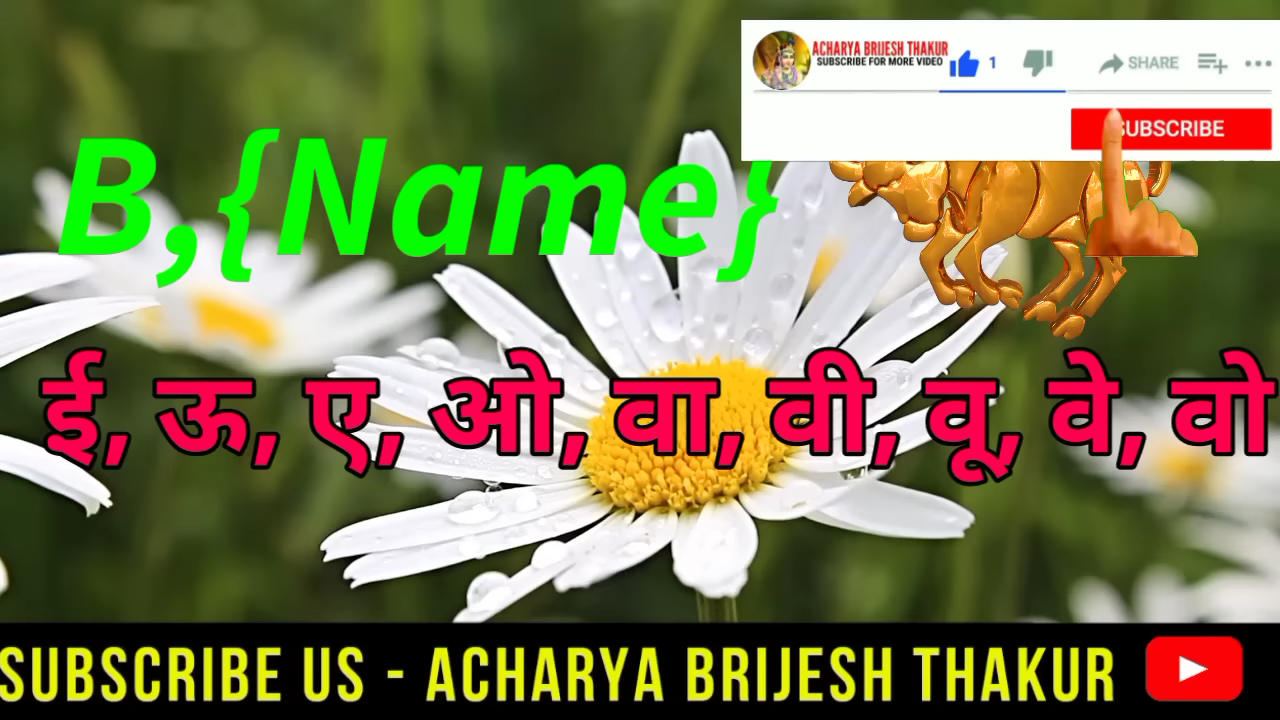 ACHARYA BRIJESH THAKUR
SUBSCRIBE FOR MORE VIDEO
1
SHARE
SUBSCRIBE
B,{Name}
ई, ऊ, ए, ओ, वा, वी, वू, वे, वो
SUBSCRIBE US - ACHARYA BRIJESH THAKUR